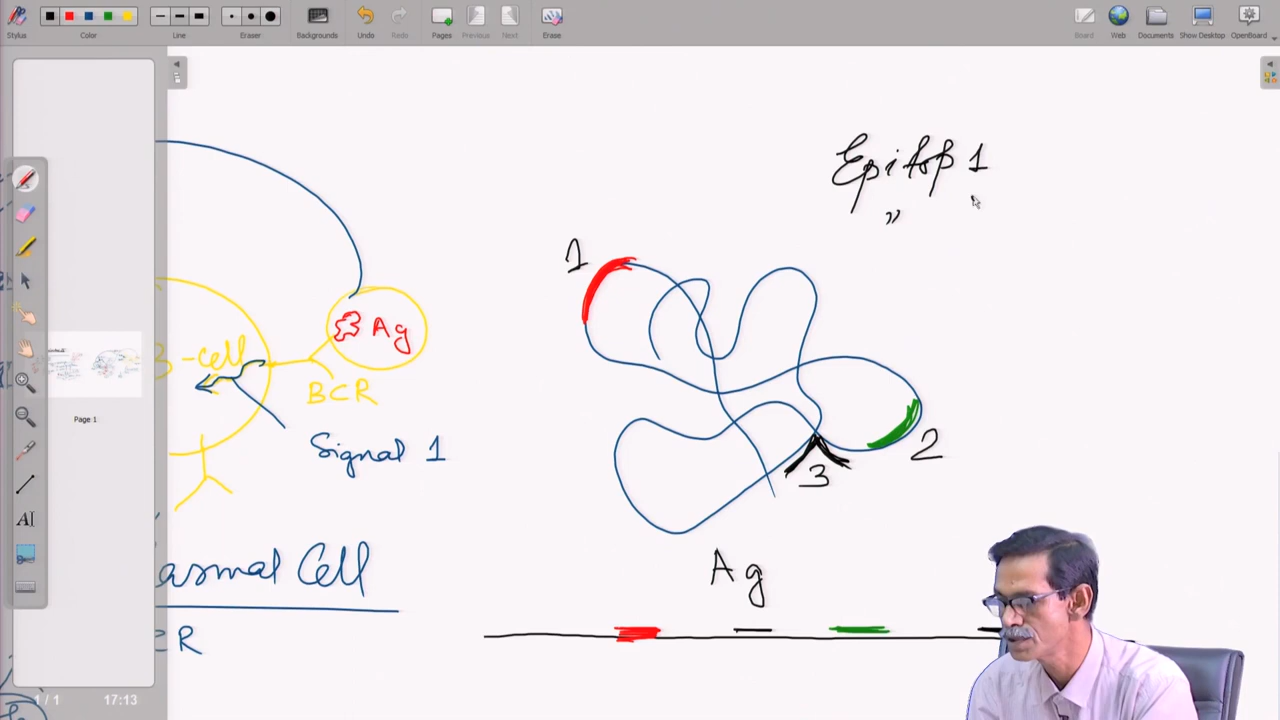 Stylus Color Line Eraser Backgrounds Undo Redo Pages Previous Next Erase Board Web Documents Show Desktop OpenBoard
Epitop 1
"
1
Ag
-cell
BCR
Signal 1
2
3
asmal Cell
Ag
R
AI
Page 1
1/1 17:13